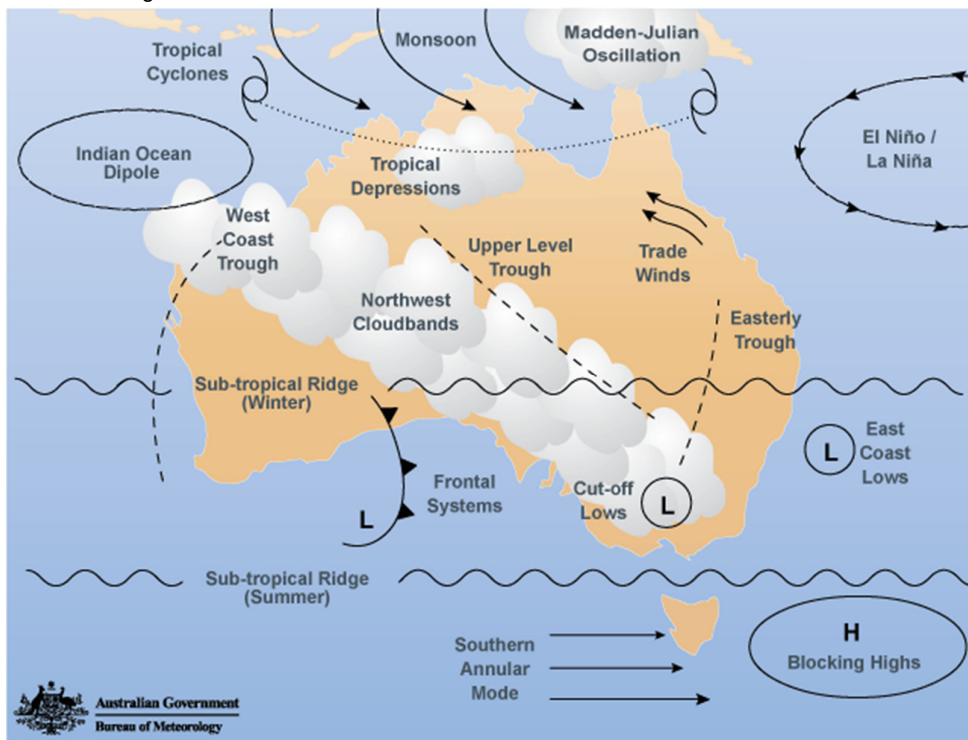 Madden-Julian
Oscillation
Monsoon
Tropical
Cyclones
El Niño /
La Niña
Indian Ocean
Dipole
Tropical
Depressions
West
Coast
Trough
Upper Level
Trough
Trade
Winds
Northwest
Cloudbands
Easterly
Trough
Sub-tropical Ridge
(Winter)
East
Coast
Lows
L
Frontal
Systems
L
Cut-off
Lows
L
Sub-tropical Ridge
(Summer)
Southern
Annular
Mode
H
Blocking Highs
Australian Government
Bureau of Meteorology